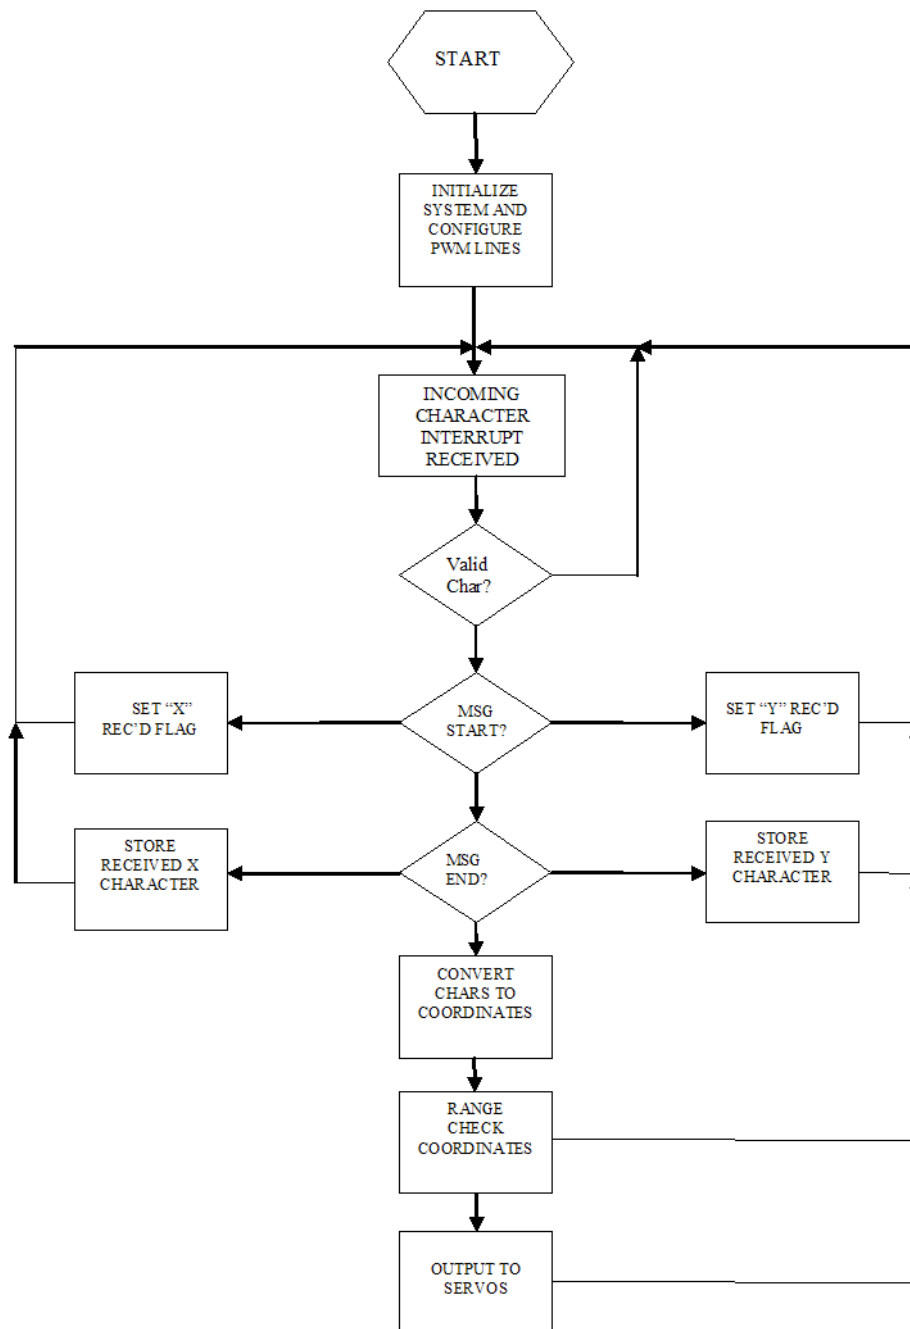 START
INITIALIZE
SYSTEM AND
CONFIGURE
PWM LINES
INCOMING
CHARACTER
INTERRUPT
RECEIVED
Valid
Char?
SET “X”
REC’D FLAG
MSG
START?
SET “Y” REC’D
FLAG
STORE
RECEIVED X
CHARACTER
MSG
END?
STORE
RECEIVED Y
CHARACTER
CONVERT
CHARS TO
COORDINATES
RANGE
CHECK
COORDINATES
OUTPUT TO
SERVOS